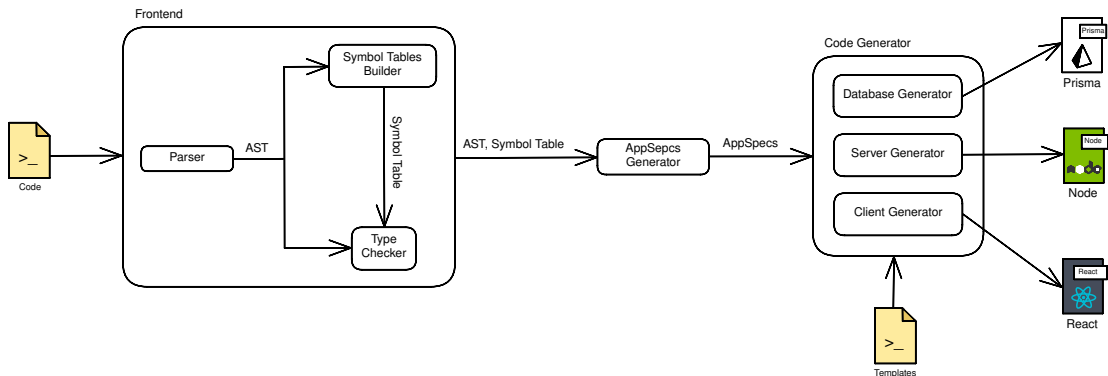 Frontend
Symbol Tables
Builder
Parser
AST
Symbol Table
Type
Checker
>_
Code
AST, Symbol Table
AppSepcs
Generator
AppSpecs
Code Generator
Database Generator
Server Generator
Client Generator
>_
Templates
Prisma
Prisma
Node
node
Node
React
React